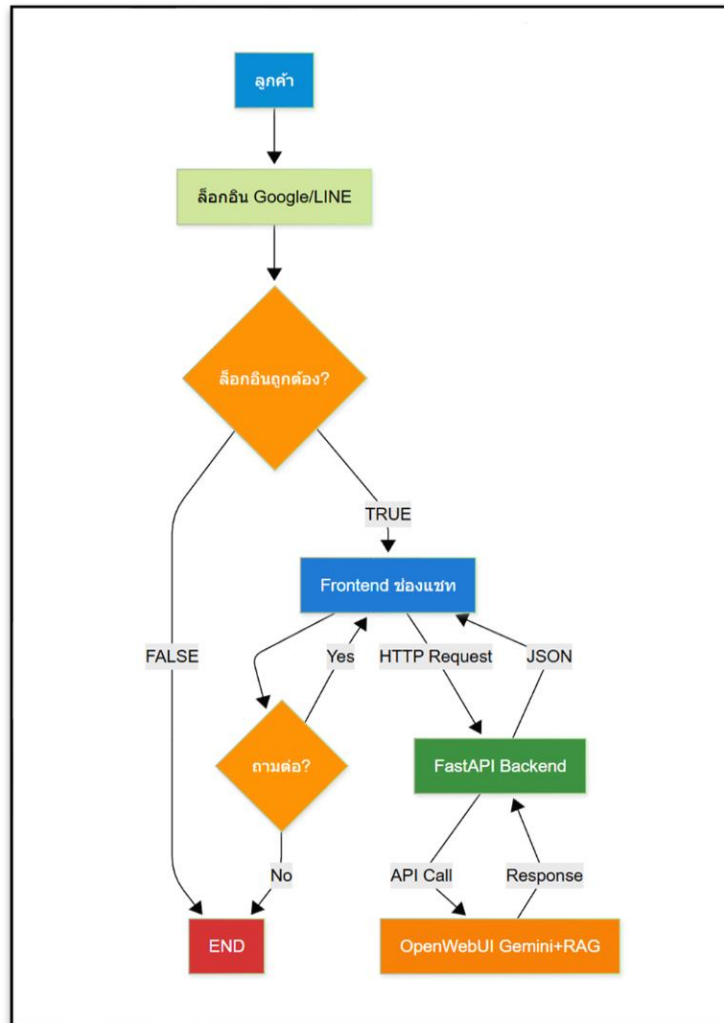 ลูกค้า
ล็อกอิน Google/LINE
ล็อกอินถูกต้อง?
TRUE
Frontend ช่องแชท
FALSE
Yes
HTTP Request
JSON
ถามต่อ?
FastAPI Backend
No
API Call
Response
END
OpenWebUI Gemini+RAG